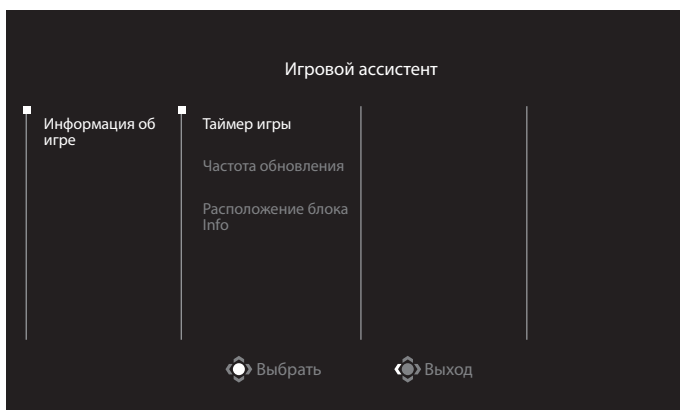 Игровой ассистент
Информация об
игре
Таймер игры
Частота обновления
Расположение блока
Info
Выбрать
Выход